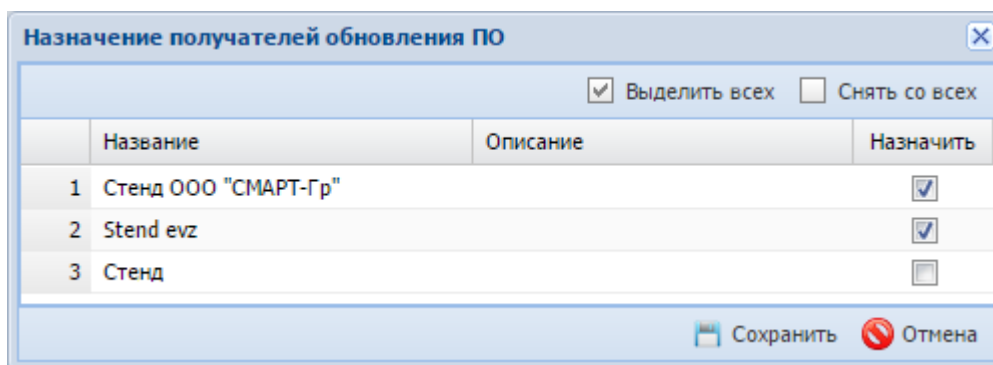 Назначение получателей обновления ПО
Выделить всех Снять со всех
Название Описание Назначить
1 Стенд ООО "СМАРТ-Гр"
2 Stend evz
3 Стенд
Сохранить Отмена